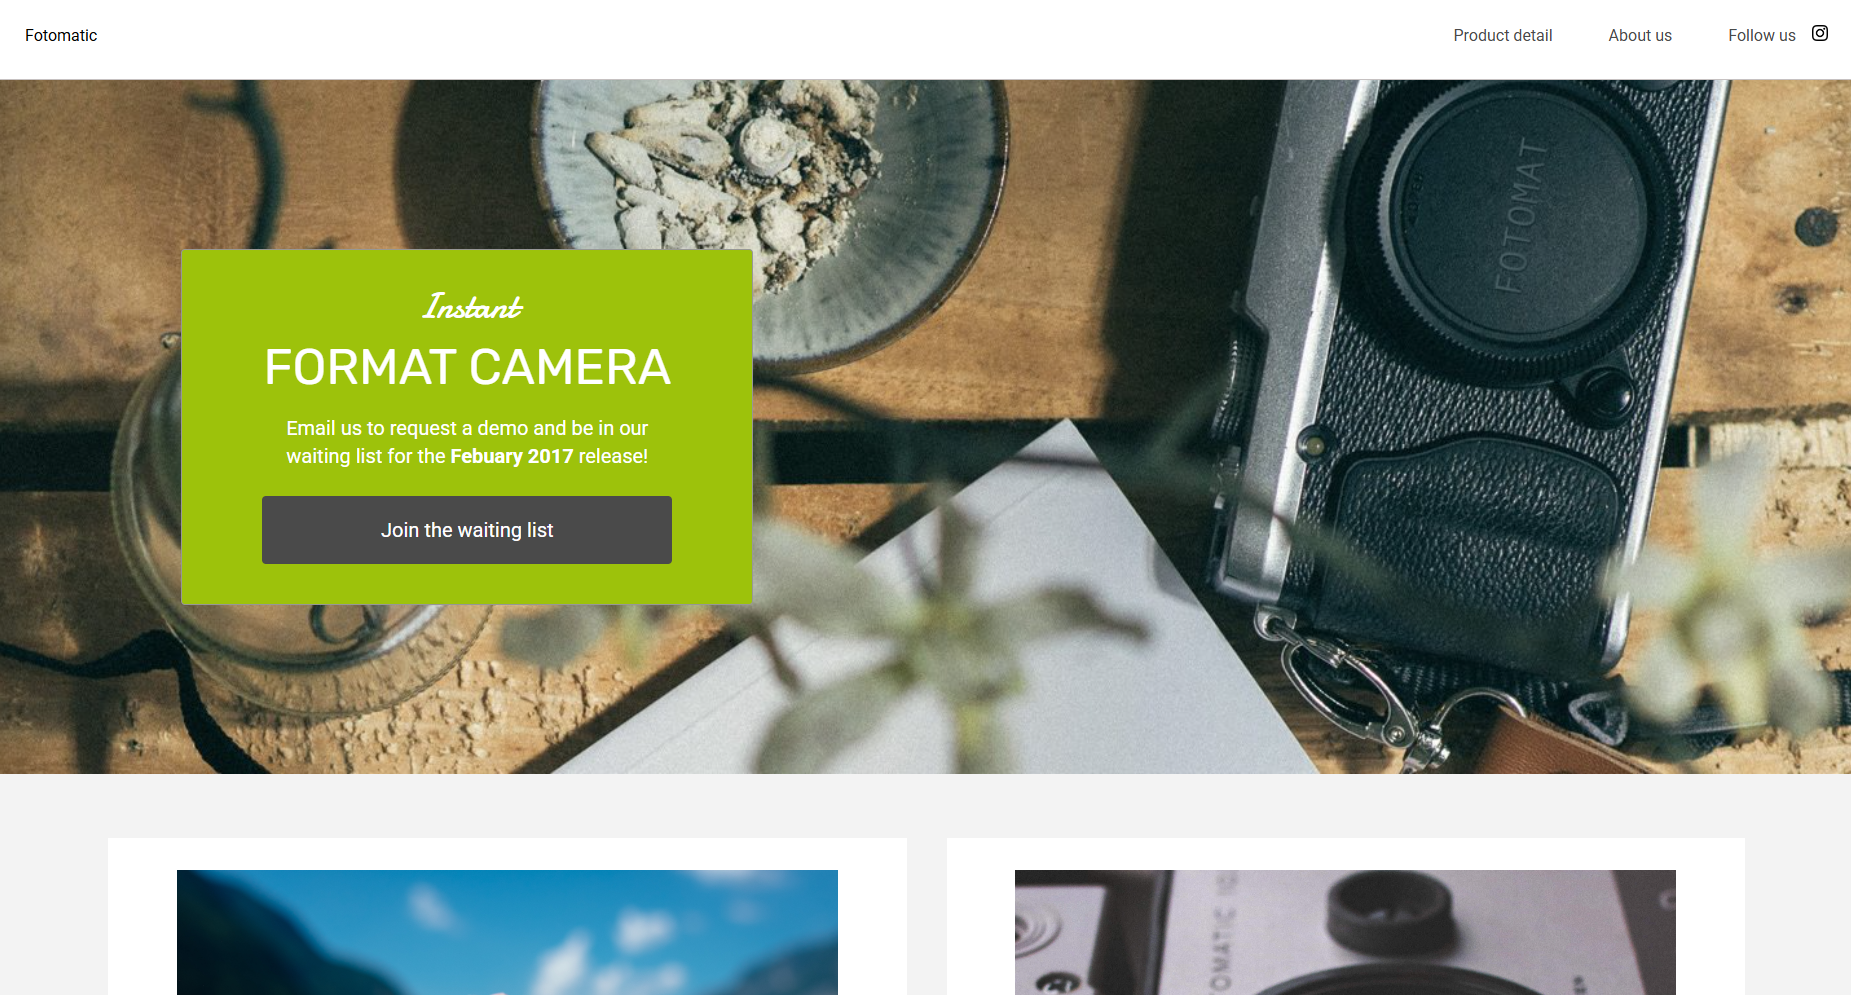 Fotomatic
Product detail
About us
Follow us
Instant
FORMAT CAMERA
Email us to request a demo and be in our
waiting list for the Febuary 2017 release!
Join the waiting list
FOTOMAT